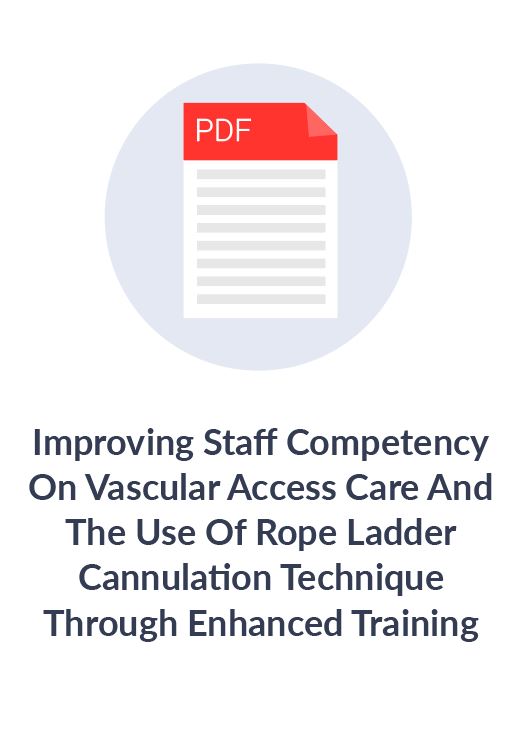 PDF
Improving Staff Competency
On Vascular Access Care And
The Use Of Rope Ladder
Cannulation Technique
Through Enhanced Training